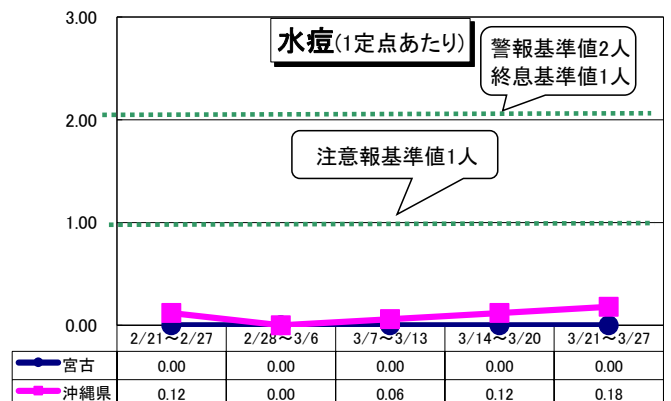 水痘(1定点あたり)
警報基準値2人
終息基準値1人
注意報基準値1人
3.00
2.00
1.00
0.00
2/21～2/27 2/28～3/6 3/7～3/13 3/14～3/20 3/21～3/27
宮古 0.00 0.00 0.00 0.00 0.00
沖縄県 0.12 0.00 0.06 0.12 0.18